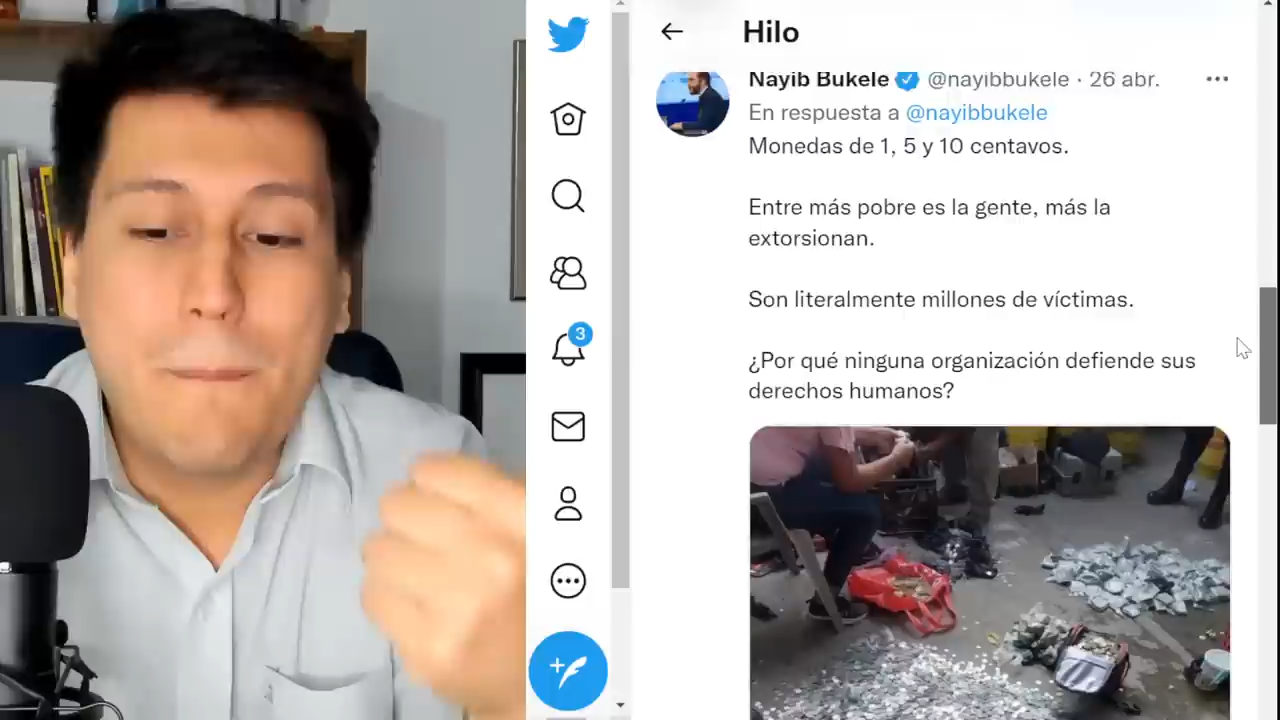 Hilo
Nayib Bukele @nayibbukele · 26 abr.
En respuesta a @nayibbukele
Monedas de 1, 5 y 10 centavos.
Entre más pobre es la gente, más la
extorsionan.
Son literalmente millones de víctimas.
¿Por qué ninguna organización defiende sus
derechos humanos?
3